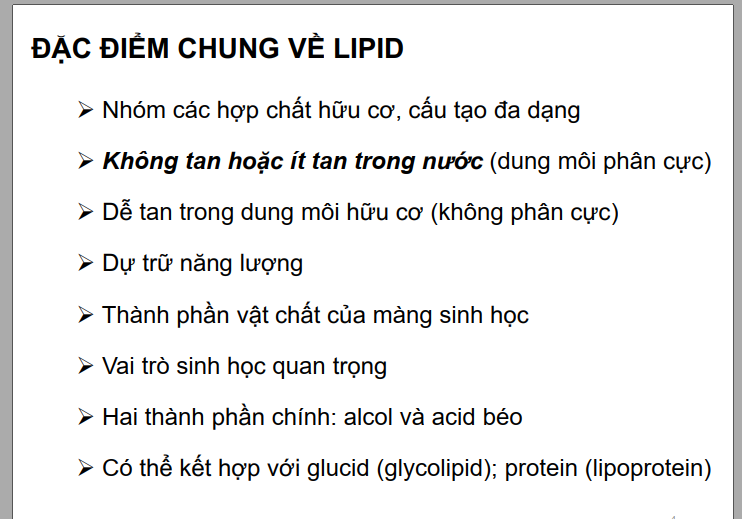 ĐẶC ĐIỂM CHUNG VỀ LIPID
➢ Nhóm các hợp chất hữu cơ, cấu tạo đa dạng
➢ Không tan hoặc ít tan trong nước (dung môi phân cực)
➢ Dễ tan trong dung môi hữu cơ (không phân cực)
➢ Dự trữ năng lượng
➢ Thành phần vật chất của màng sinh học
➢ Vai trò sinh học quan trọng
➢ Hai thành phần chính: alcol và acid béo
➢ Có thể kết hợp với glucid (glycolipid); protein (lipoprotein)